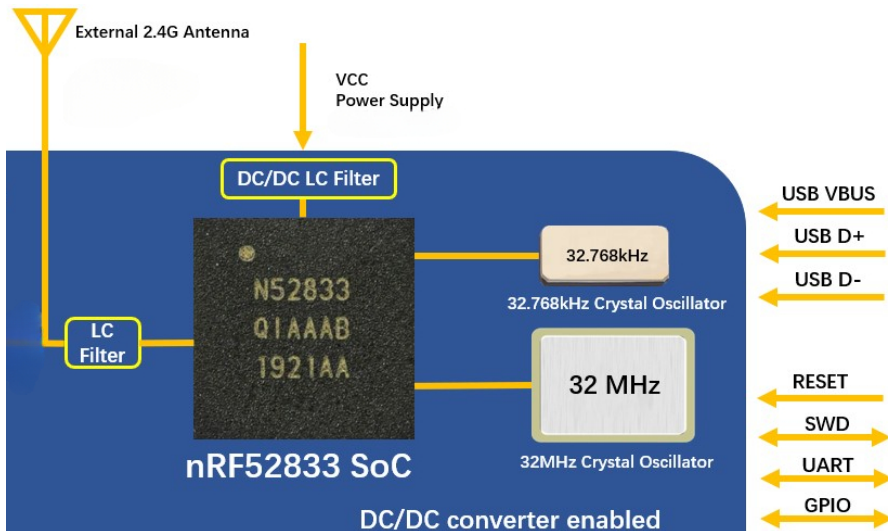 External 2.4G Antenna
VCC
Power Supply
DC/DC LC Filter
USB VBUS
USB D+
USB D-
32.768kHz
32.768kHz Crystal Oscillator
N52833
QIAAAB
1921AA
LC
Filter
32 MHz
32MHz Crystal Oscillator
nRF52833 SoC
RESET
SWD
UART
GPIO
DC/DC converter enabled